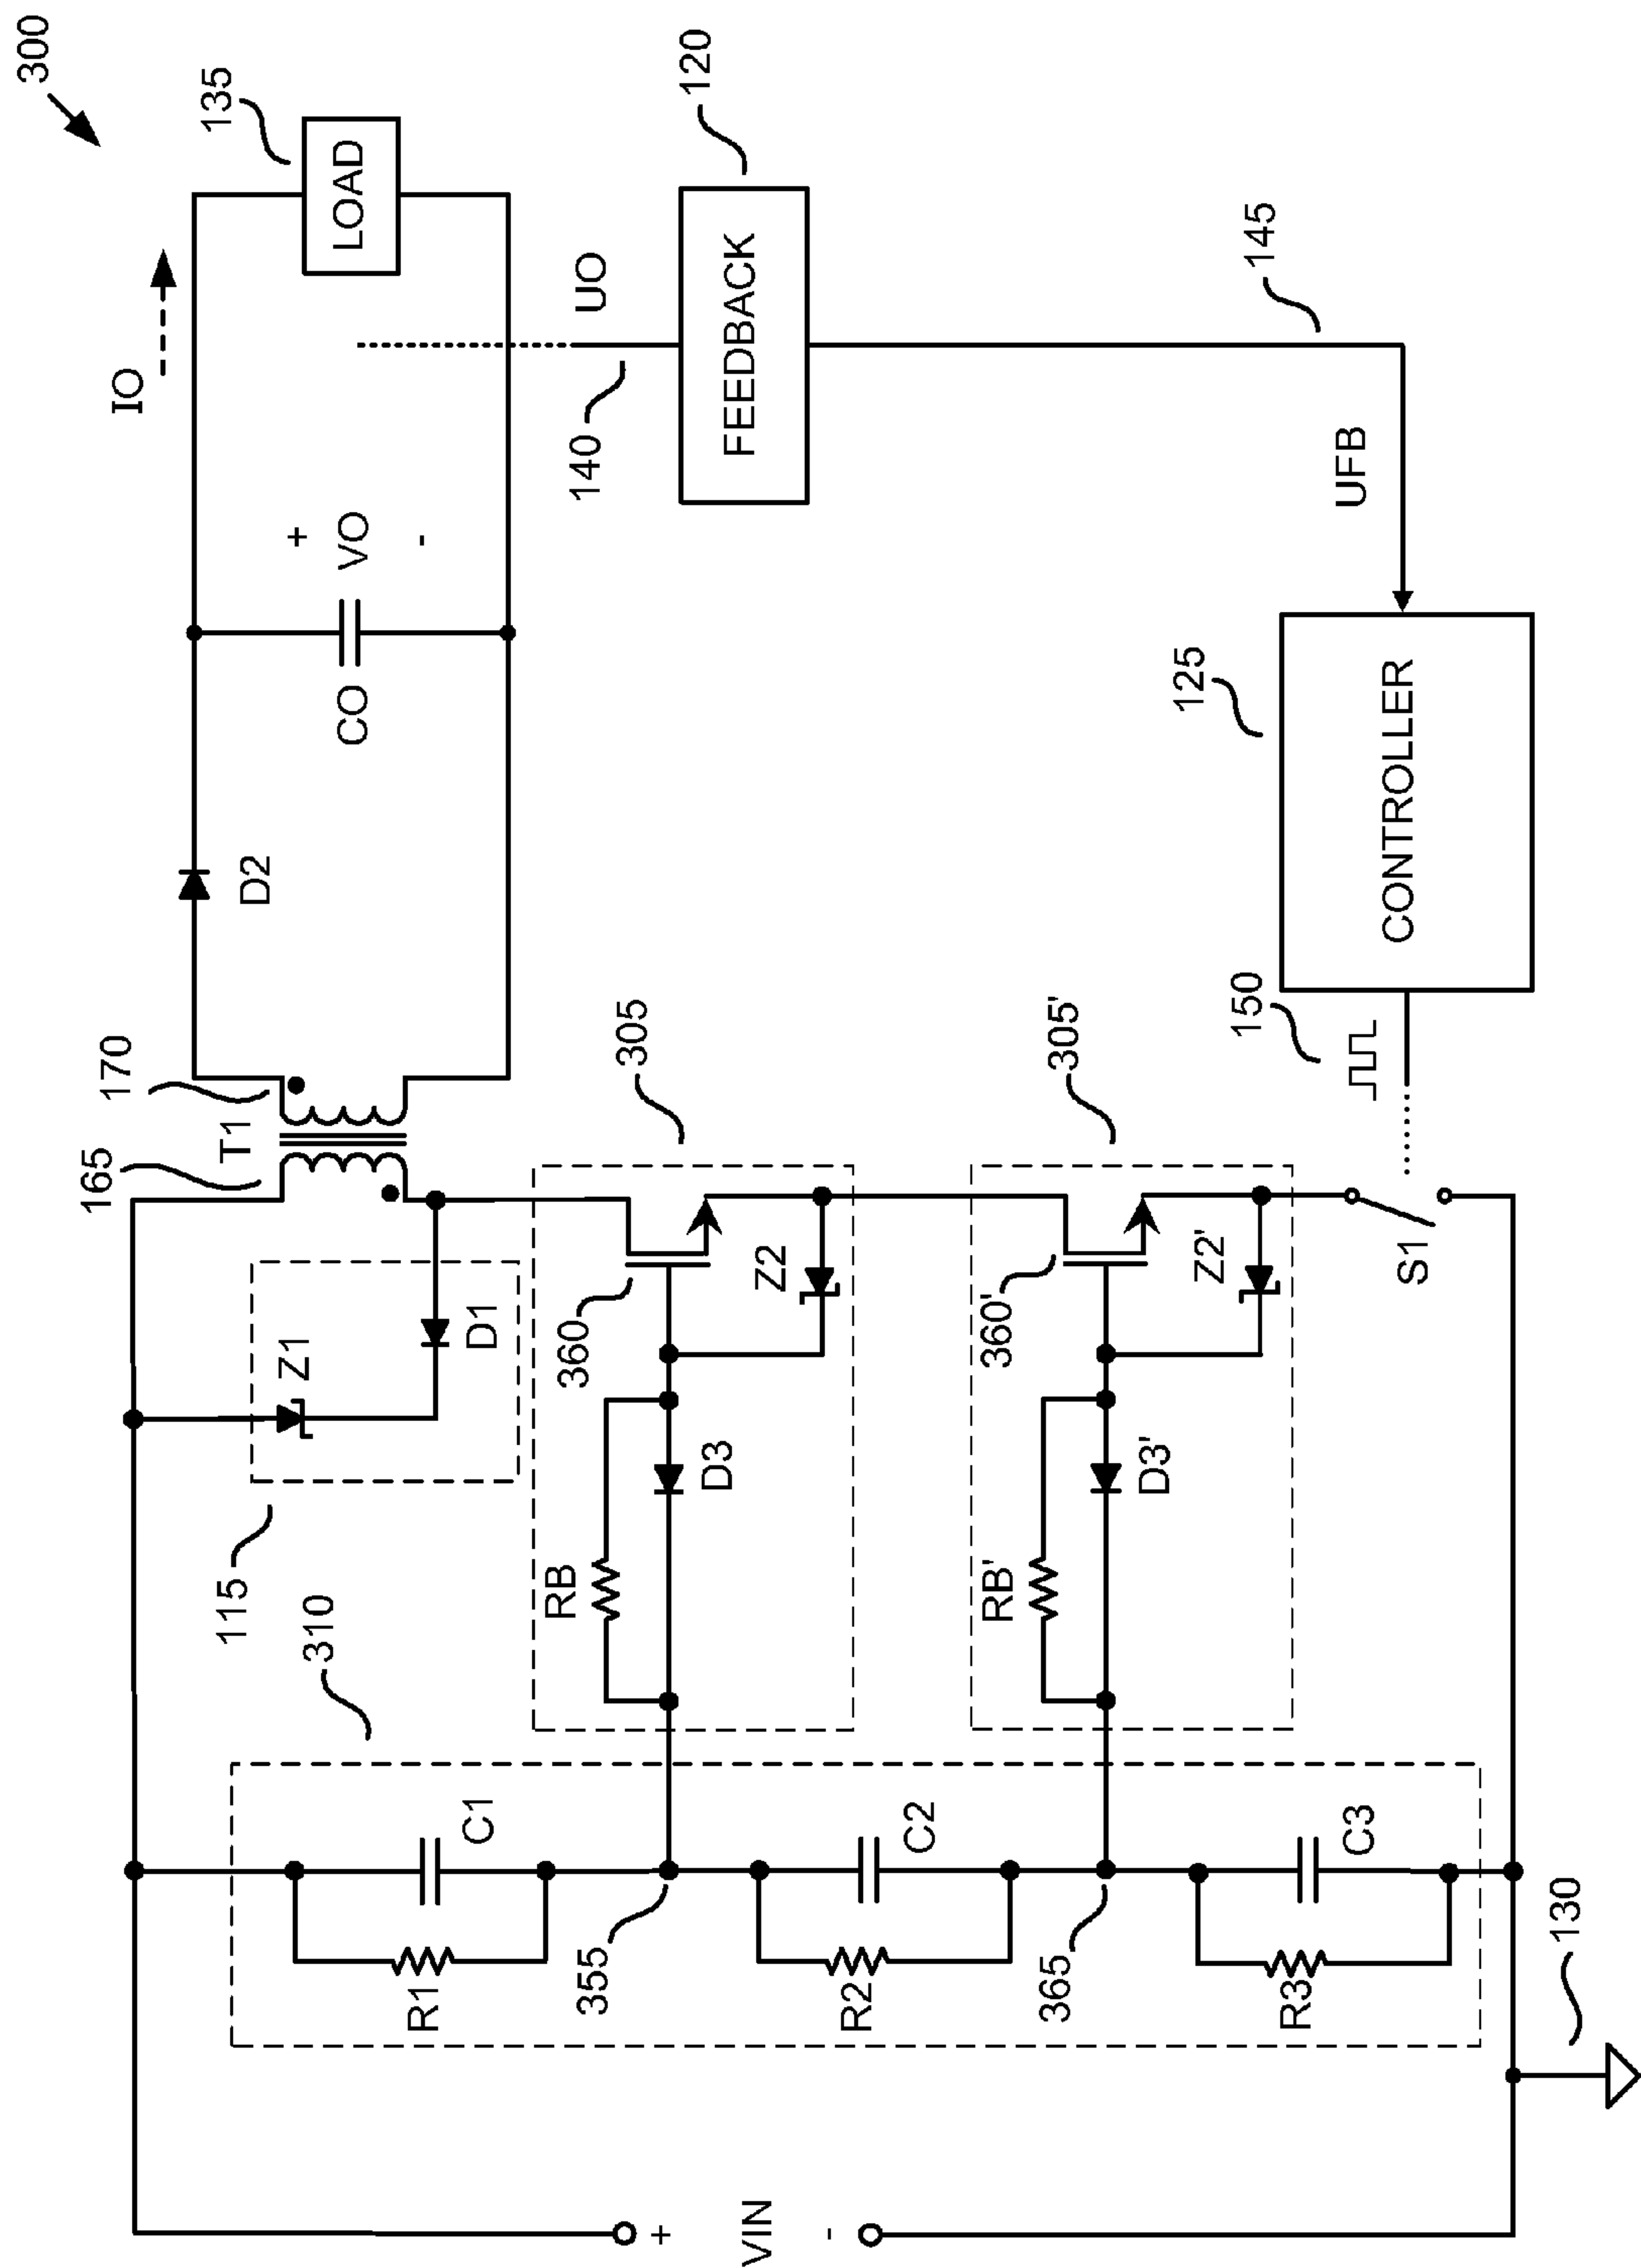 300
IO
135
LOAD
170
165
T1
D2
CO
+
VO
-
UO
140
120
FEEDBACK
145
UFB
115
Z1
D1
310
305
360
Z2
RB
D3
305'
360'
Z2'
RB'
D3'
S1
150
125
CONTROLLER
R1
C1
355
R2
C2
365
R3
C3
130
+
VIN
-